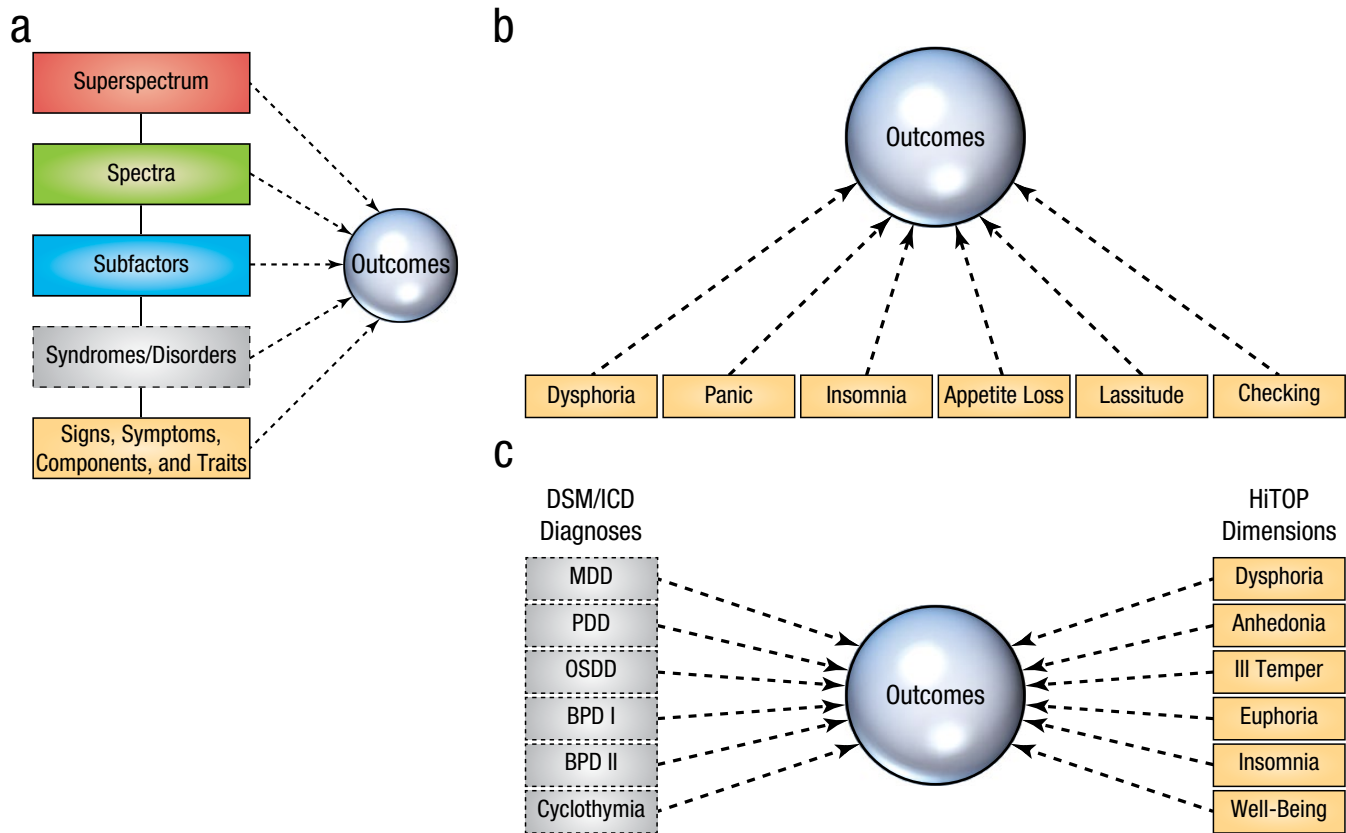 a
Superspectrum
Spectra
Subfactors
Syndromes/Disorders
Signs, Symptoms,
Components, and Traits
Outcomes
b
Outcomes
Dysphoria
Panic
Insomnia
Appetite Loss
Lassitude
Checking
c
DSM/ICD
Diagnoses
MDD
PDD
OSDD
BPD I
BPD II
Cyclothymia
Outcomes
HiTOP
Dimensions
Dysphoria
Anhedonia
Ill Temper
Euphoria
Insomnia
Well-Being